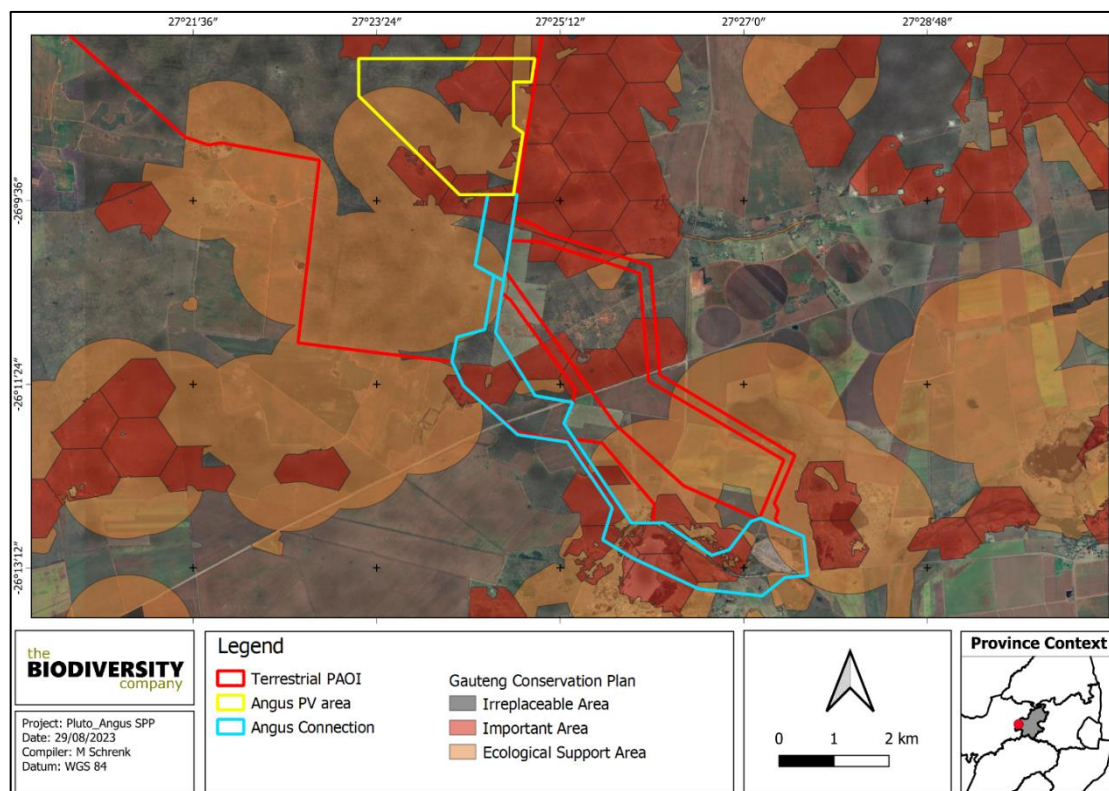 27°21'36" 27°23'24" 27°25'12" 27°27'0" 27°28'48"
-26°9'36"
-26°11'24"
-26°13'12"
the
BIODIVERSITY
company
Project: Pluto_Angus SPP
Date: 29/08/2023
Compiler: M Schrenk
Datum: WGS 84
Legend
Terrestrial PAOI
Angus PV area
Angus Connection
Gauteng Conservation Plan
Irreplaceable Area
Important Area
Ecological Support Area
0 1 2 km
Province Context